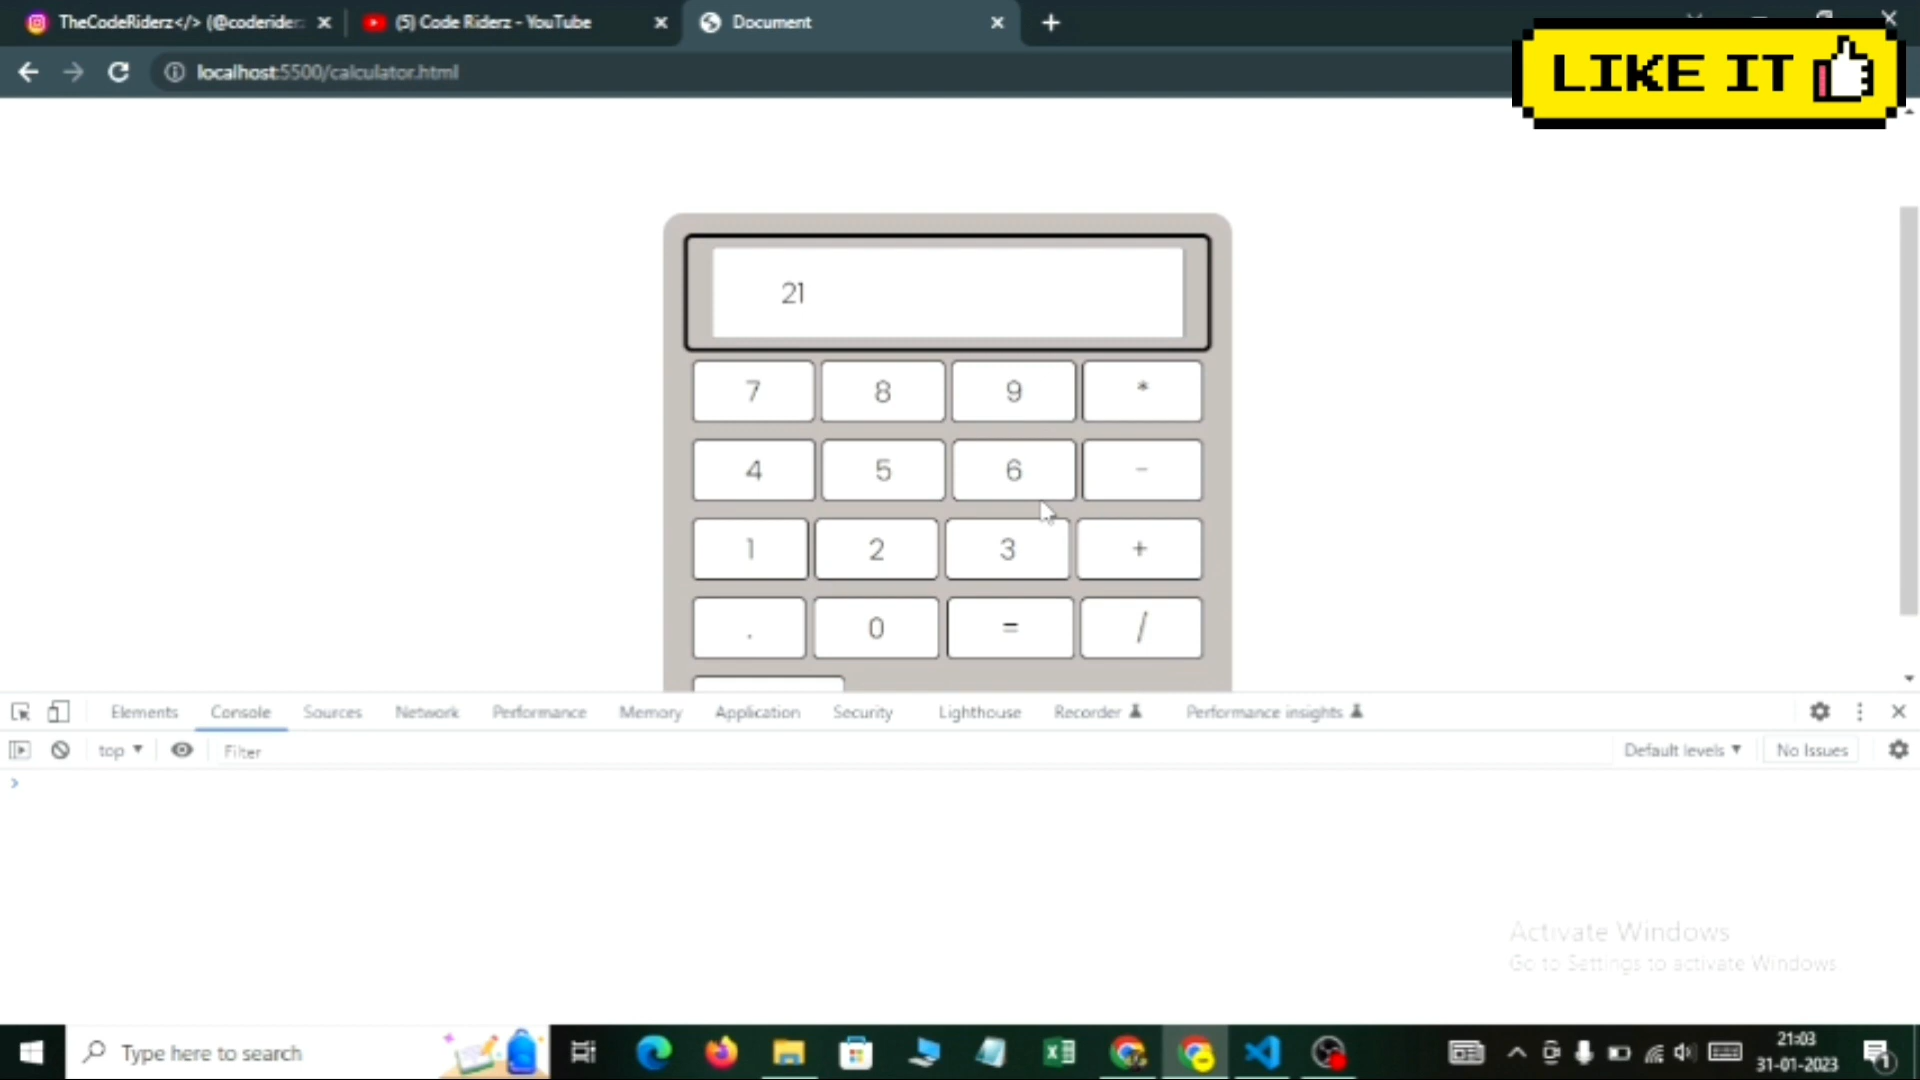 TheCodeRiderz</> (@coderider:
(5) Code Riderz - YouTube
Document
localhost:5500/calculator.html
LIKE IT
21
7 8 9 *
4 5 6 -
1 2 3 +
. 0 = /
Elements Console Sources Network Performance Memory Application Security Lighthouse Recorder Performance insights
top Filter Default levels No Issues
Activate Windows
Go to Settings to activate Windows
Type here to search
21:03
31-01-2023
1